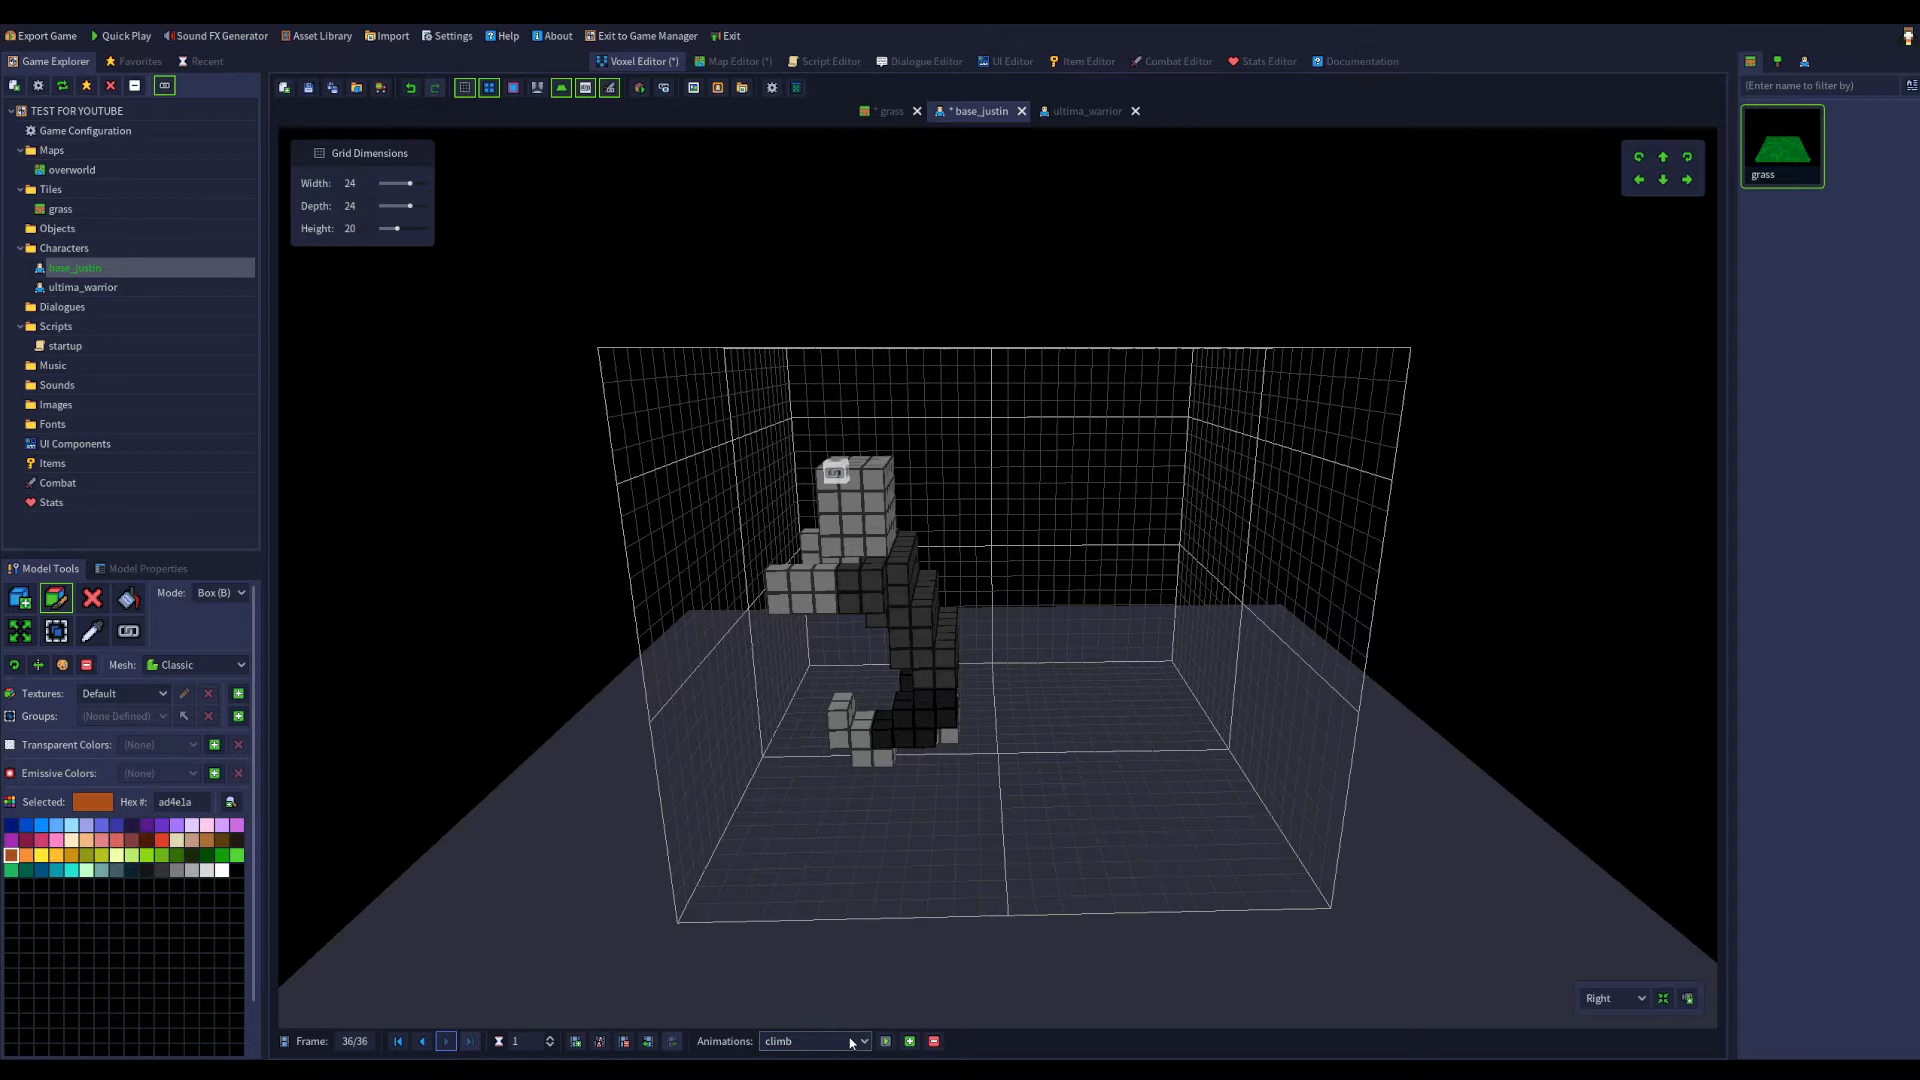 Export Game Quick Play Sound FX Generator Asset Library Import Settings Help About Exit to Game Manager Exit
Game Explorer Favorites Recent
Voxel Editor (*) Map Editor (*) Script Editor Dialogue Editor UI Editor Item Editor Combat Editor Stats Editor Documentation
(Enter name to filter by)
* grass * base_justin ultima_warrior
TEST FOR YOUTUBE
Game Configuration
Maps
overworld
Tiles
grass
Objects
Characters
base_justin
ultima_warrior
Dialogues
Scripts
startup
Music
Sounds
Images
Fonts
UI Components
Items
Combat
Stats
Grid Dimensions
Width: 24
Depth: 24
Height: 20
grass
Model Tools Model Properties
Mode: Box (B)
Mesh: Classic
Textures: Default
Groups: (None Defined)
Transparent Colors: (None)
Emissive Colors: (None)
Selected: Hex #: ad4e1a
Right
Frame: 36/36 1 Animations: climb